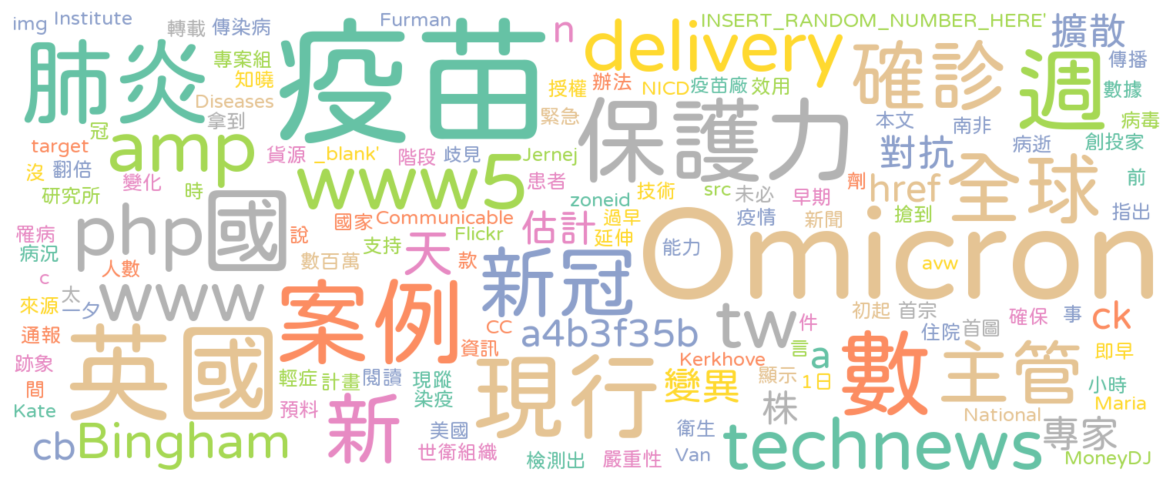 img Institute
轉載 傳染病
Furman
n
INSERT_RANDOM_NUMBER_HERE'
擴散
肺炎
疫苗
delivery
確診
週
傳播
專案組
知曉
Diseases
拿到
授權
辦法
NICD
疫苗廠
效用
數據
緊急
保護力
本文
南非
病毒
冠
target
amp
貨源
_blank'
階段
歧見
Jernej
病逝
創投家
對抗
沒
翻倍
變化
www5
患者
技術
src
未必
早期
劑
href
全球
前
研究所
時
zoneid
疫情
新聞
搶到
指出
php
國
國家
Communicable
估計
過早
延伸
罹病
說
支持
Flickr
Omicron
能力
病況
人數
數百萬
天
款
avw
c
www
案例
新冠
來源
太
一夕
tw
初起
首宗
確保
事
通報
英國
CC
資訊
a4b3f35b
件
言
a
住院
首圖
ck
跡象
間
輕症
計畫
閱讀
現蹤
染疫
現行
Kerkhove
變異
顯示
1日
數
主管
即早
小時
Kate
預料
新
株
National
Maria
cb
Bingham
美國
世衛組織
檢測出
嚴重性
衛生
Van
technews
專家
MoneyDJ